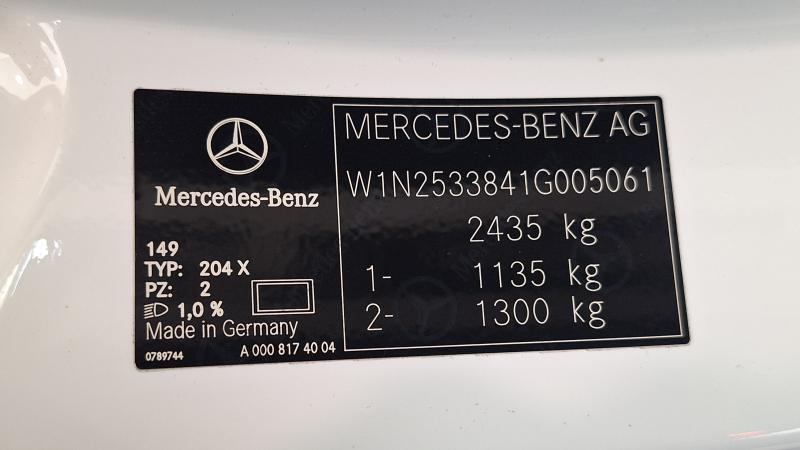 Mercedes-Benz
149
TYP: 204 X
PZ: 2
1,0 %
Made in Germany
0789744 A 000 817 40 04
MERCEDES-BENZ AG
W1N2533841G005061
2435 kg
1- 1135 kg
2- 1300 kg